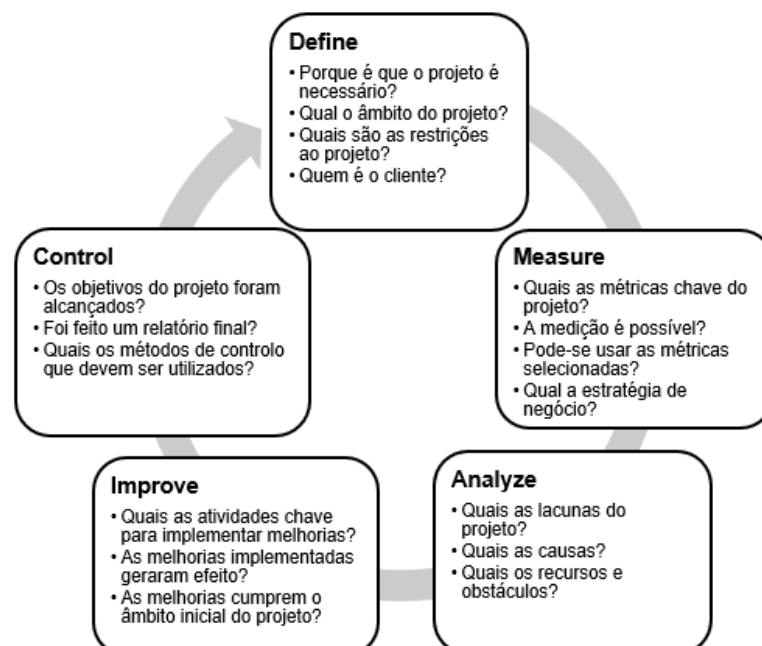 Define
• Porque é que o projeto é
necessário?
• Qual o âmbito do projeto?
• Quais são as restrições
ao projeto?
• Quem é o cliente?
Measure
• Quais as métricas chave do
projeto?
• A medição é possível?
• Pode-se usar as métricas
selecionadas?
• Qual a estratégia de
negócio?
Analyze
• Quais as lacunas do
projeto?
• Quais as causas?
• Quais os recursos e
obstáculos?
Improve
• Quais as atividades chave
para implementar melhorias?
• As melhorias implementadas
geraram efeito?
• As melhorias cumprem o
âmbito inicial do projeto?
Control
• Os objetivos do projeto foram
alcançados?
• Foi feito um relatório final?
• Quais os métodos de controlo
que devem ser utilizados?